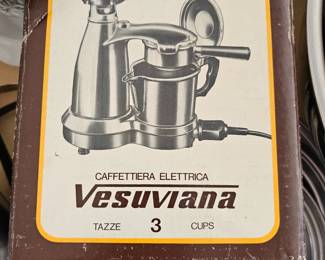 CAFFETTIERA ELETTRICA
Vesuviana
TAZZE 3 CUPS